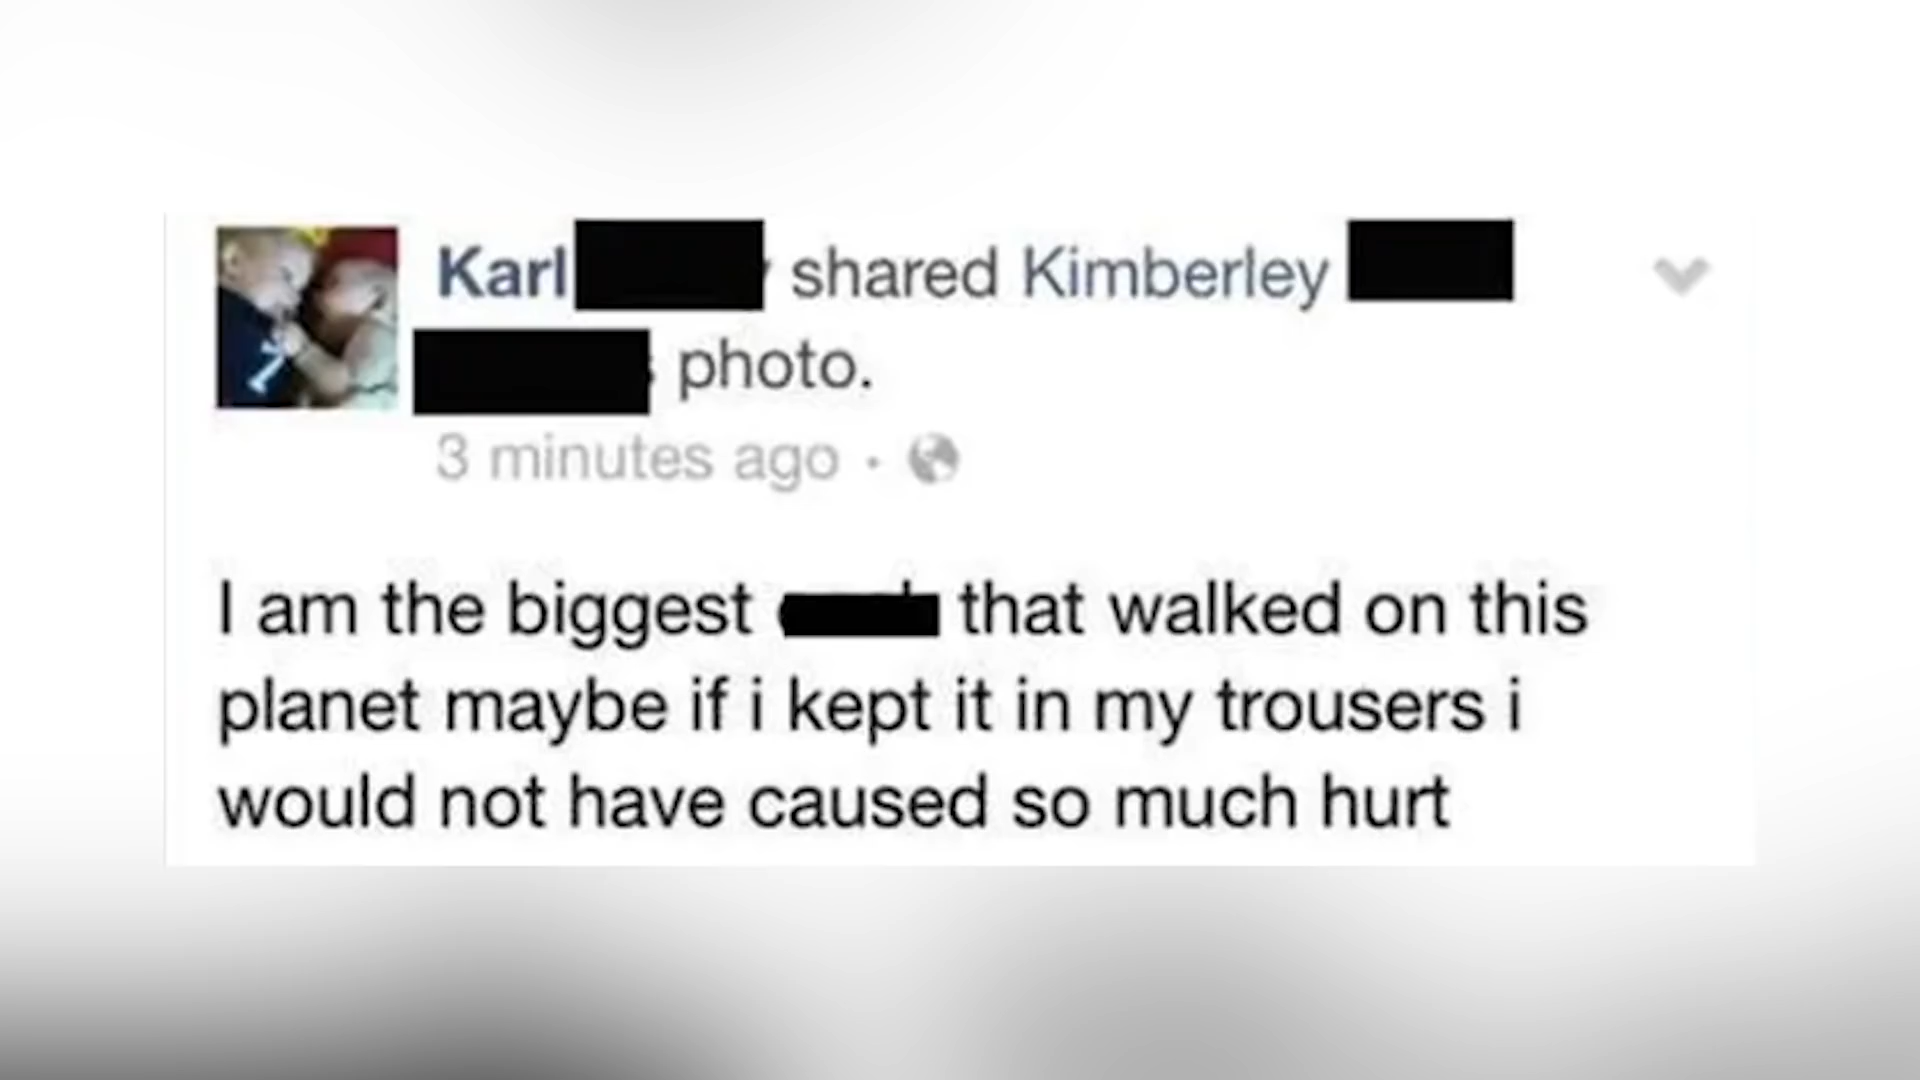 Karl shared Kimberley
photo.
3 minutes ago ·
I am the biggest that walked on this
planet maybe if i kept it in my trousers i
would not have caused so much hurt